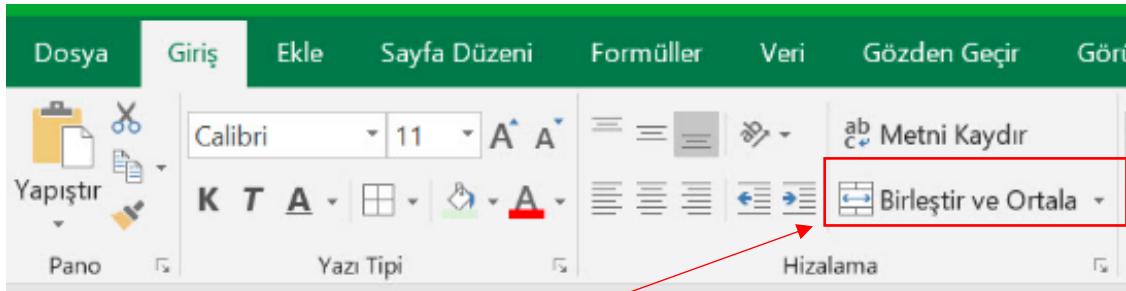 Dosya Giriş Ekle Sayfa Düzeni Formüller Veri Gözden Geçir
Calibri 11 A A ab Metni Kaydır
Yapıştır K T A A Birleştir ve Ortala
Pano Yazı Tipi Hizalama